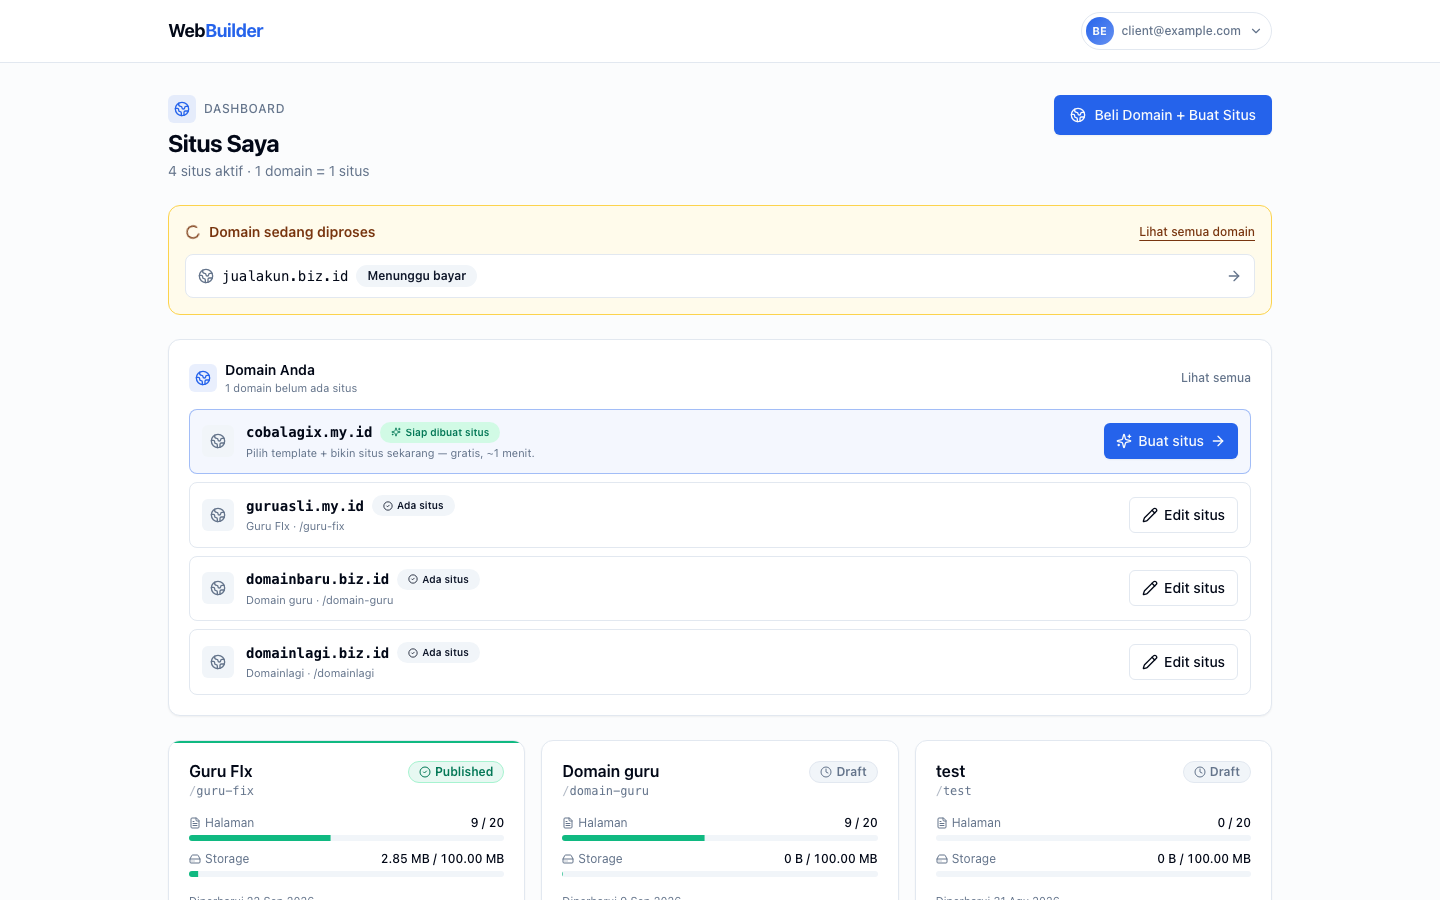 WebBuilder
BE client@example.com
DASHBOARD
Beli Domain + Buat Situs
Situs Saya
4 situs aktif · 1 domain = 1 situs
Domain sedang diproses
Lihat semua domain
jualakun.biz.id Menunggu bayar
Domain Anda
1 domain belum ada situs
Lihat semua
cobalagix.my.id Siap dibuat situs
Pilih template + bikin situs sekarang — gratis, ~1 menit.
Buat situs
guruasli.my.id Ada situs
Guru FIx · /guru-fix
Edit situs
domainbaru.biz.id Ada situs
Domain guru · /domain-guru
Edit situs
domainlagi.biz.id Ada situs
Domainlagi · /domainlagi
Edit situs
Guru FIx Published
/guru-fix
Halaman 9 / 20
Storage 2.85 MB / 100.00 MB
Domain guru Draft
/domain-guru
Halaman 9 / 20
Storage 0 B / 100.00 MB
test Draft
/test
Halaman 0 / 20
Storage 0 B / 100.00 MB